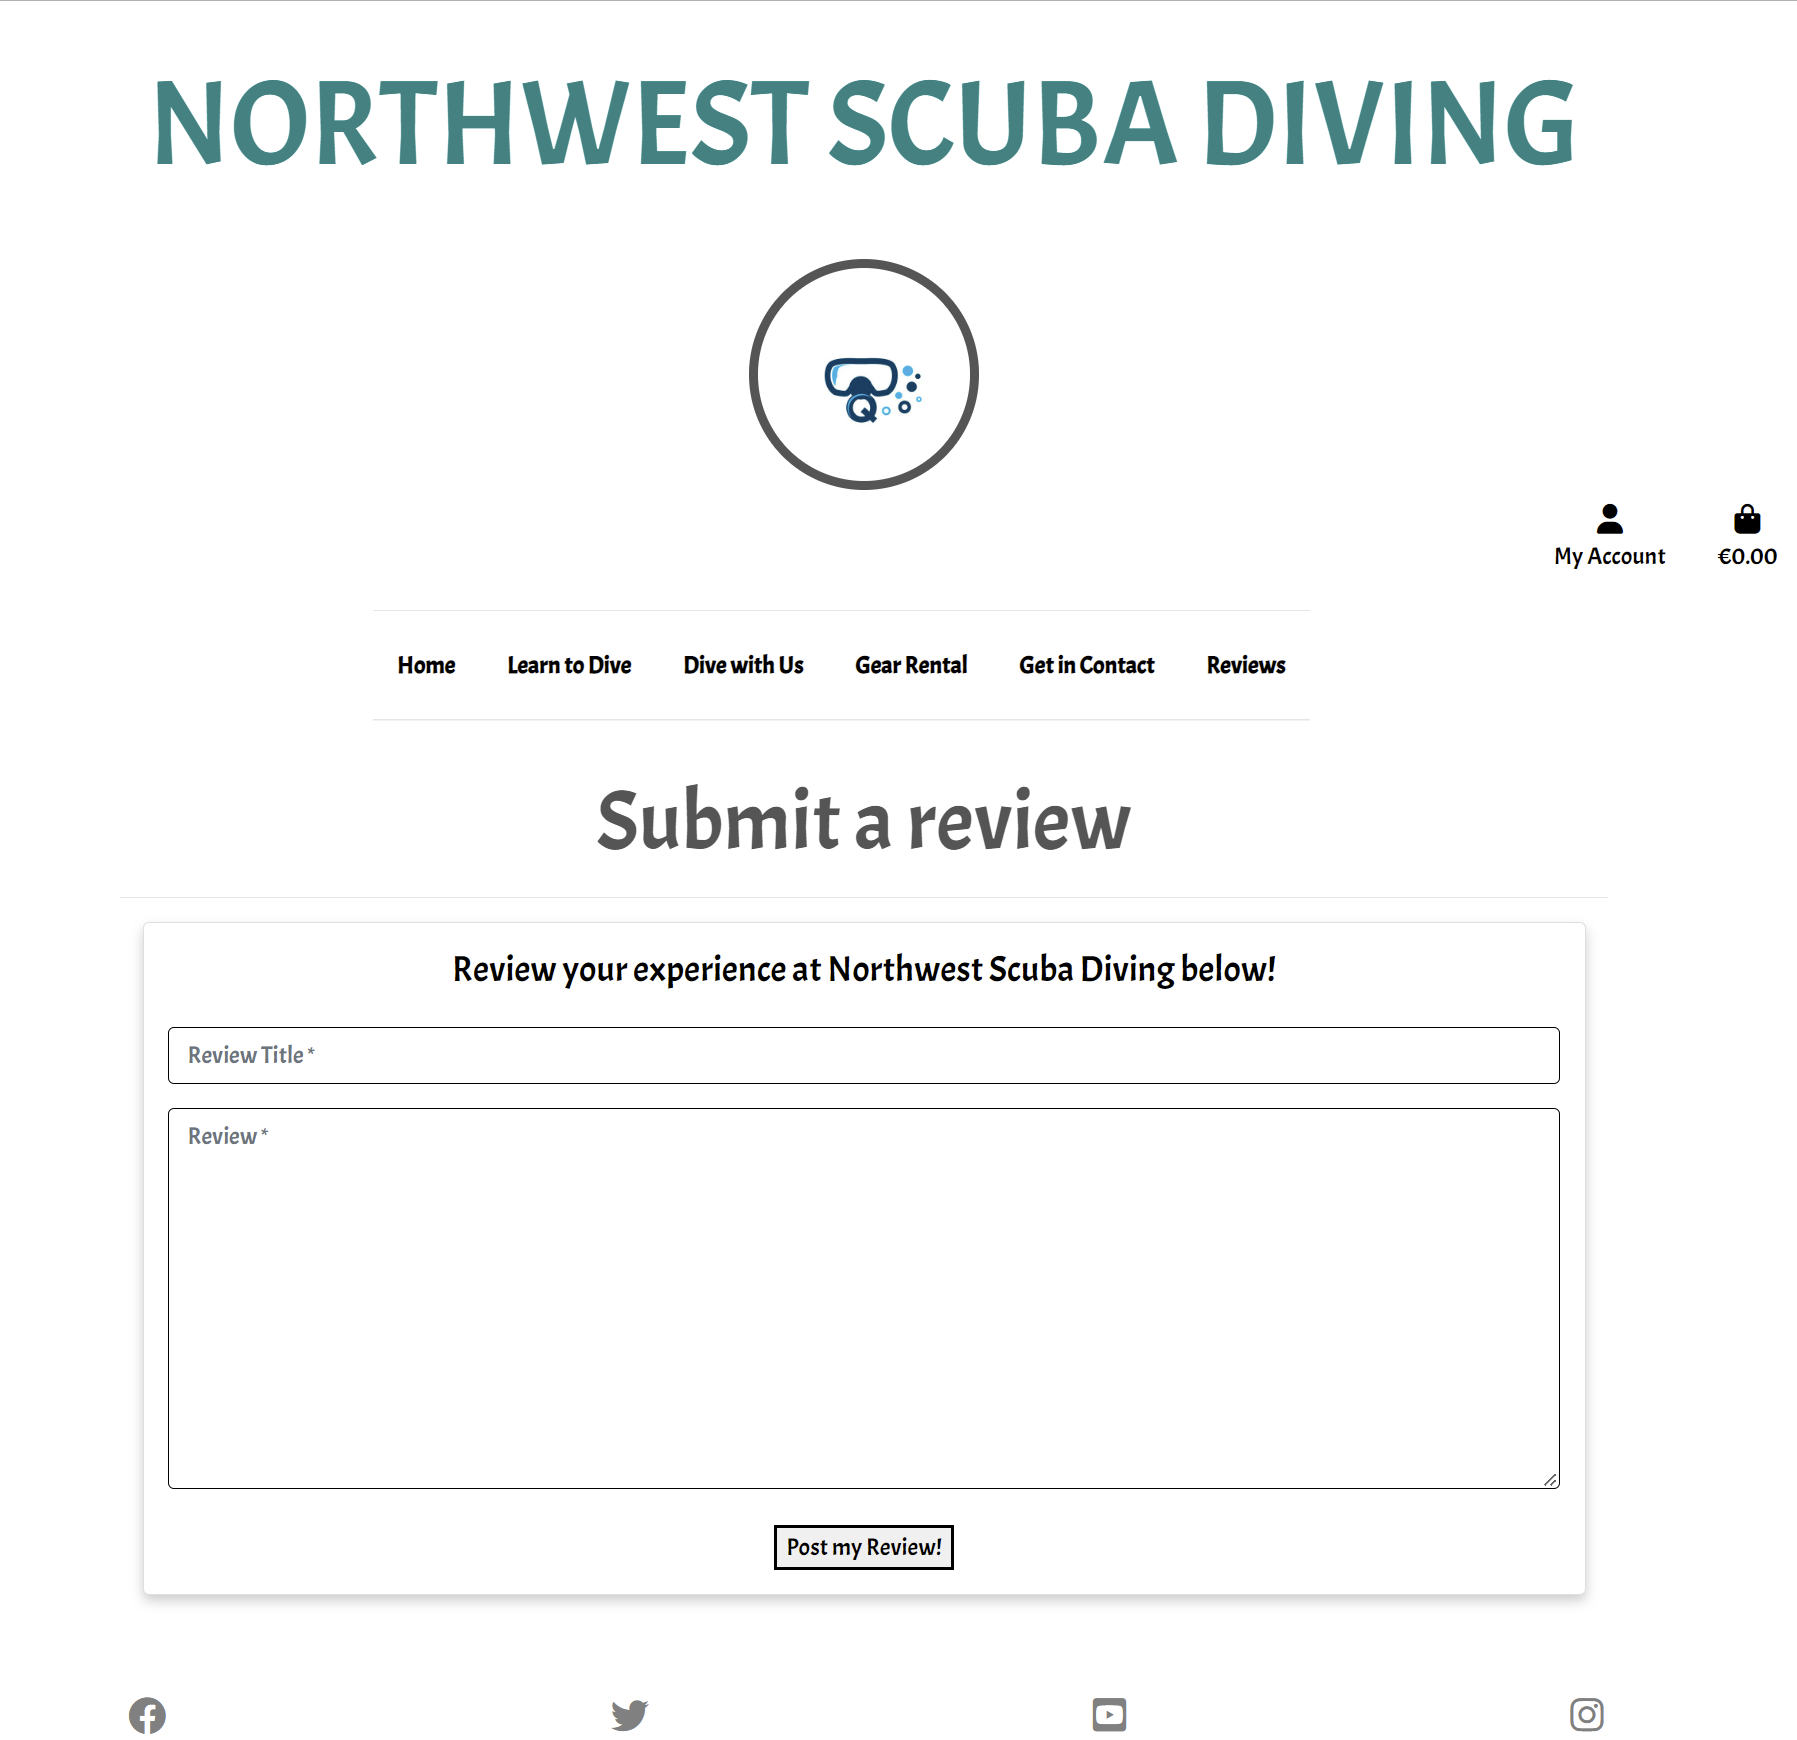 NORTHWEST SCUBA DIVING
Q
My Account
€0.00
Home Learn to Dive Dive with Us Gear Rental Get in Contact Reviews
Submit a review
Review your experience at Northwest Scuba Diving below!
Review Title *
Review *
Post my Review!